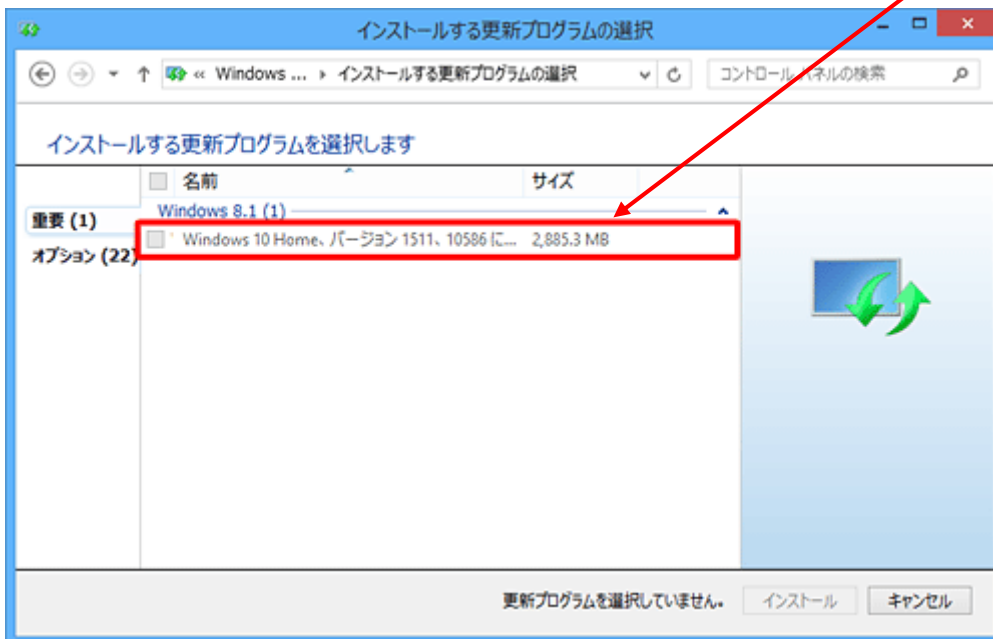 インストールする更新プログラムの選択
« Windows ... インストールする更新プログラムの選択 コントロール パネルの検索
インストールする更新プログラムを選択します
名前 サイズ
重要 (1)
オプション (22)
Windows 8.1 (1)
Windows 10 Home、バージョン 1511、10586 に... 2,885.3 MB
更新プログラムを選択していません。 インストール キャンセル